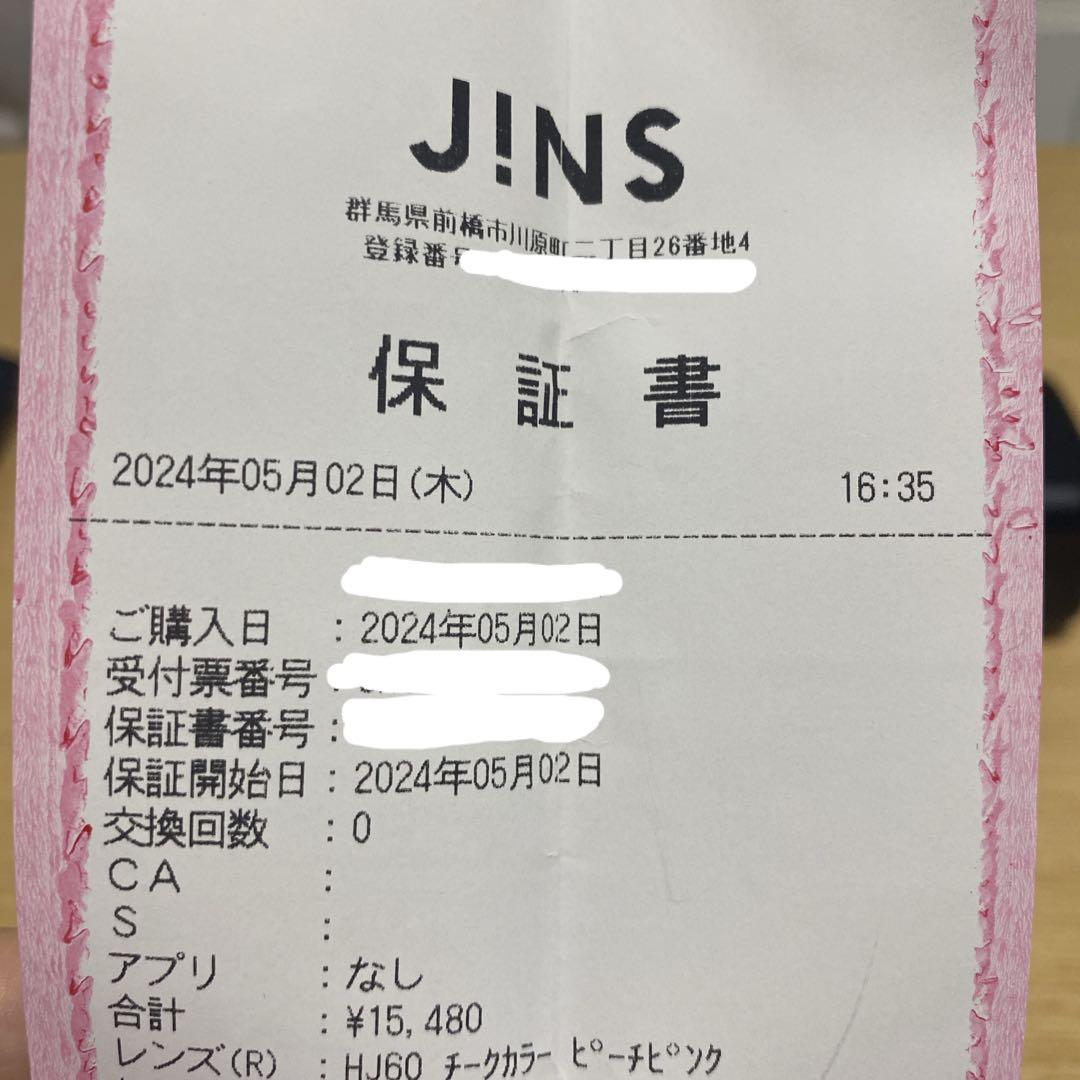 J!NS
群馬県前橋市川原町二丁目26番地4
登録番号
保証書
2024年05月02日(木) 16:35
ご購入日 : 2024年05月02日
受付票番号 :
保証書番号 :
保証開始日 : 2024年05月02日
交換回数 : 0
CA :
S :
アプリ : なし
合計 : ¥15,480
レンズ(R) : HJ60 チークカラー ピーチピンク